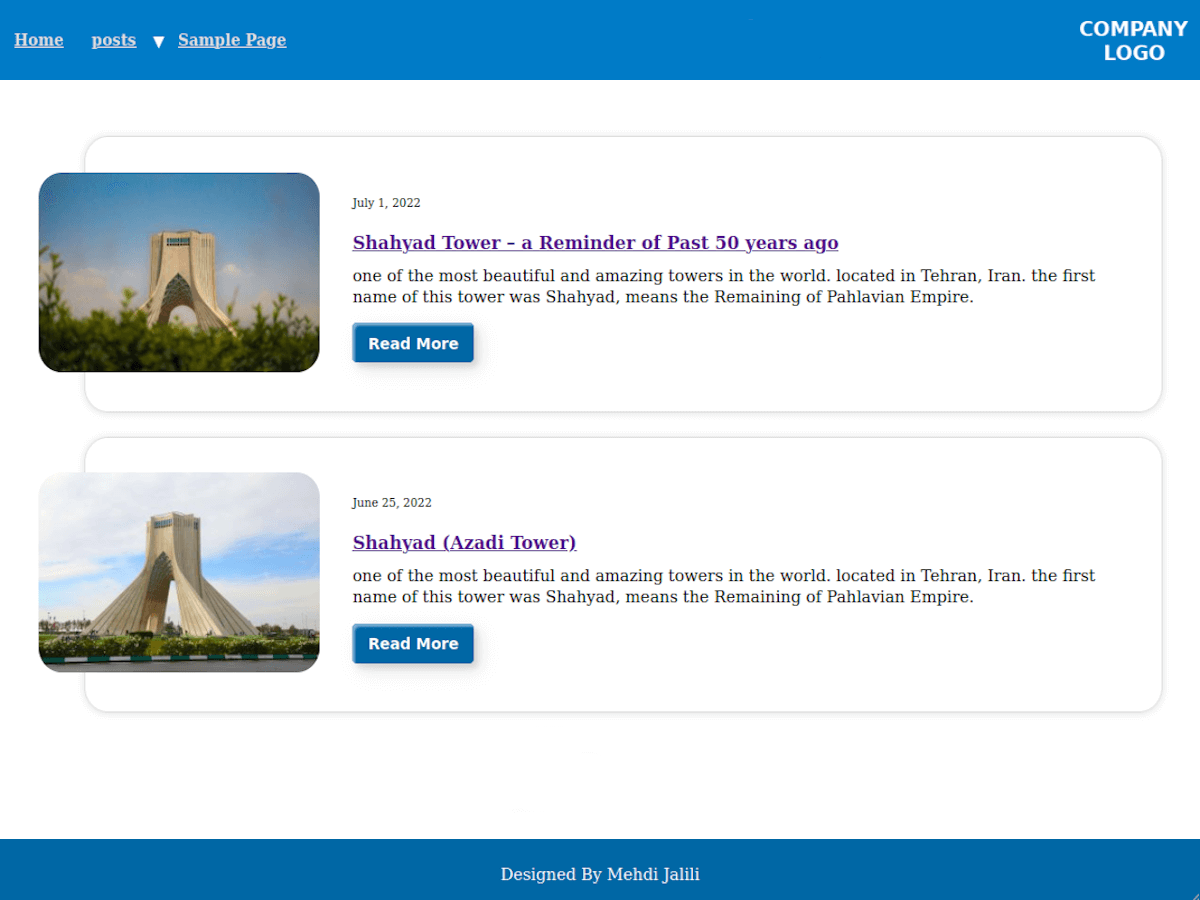 Home posts ▼ Sample Page
COMPANY
LOGO
July 1, 2022
Shahyad Tower – a Reminder of Past 50 years ago
one of the most beautiful and amazing towers in the world. located in Tehran, Iran. the first
name of this tower was Shahyad, means the Remaining of Pahlavian Empire.
Read More
June 25, 2022
Shahyad (Azadi Tower)
one of the most beautiful and amazing towers in the world. located in Tehran, Iran. the first
name of this tower was Shahyad, means the Remaining of Pahlavian Empire.
Read More
Designed By Mehdi Jalili